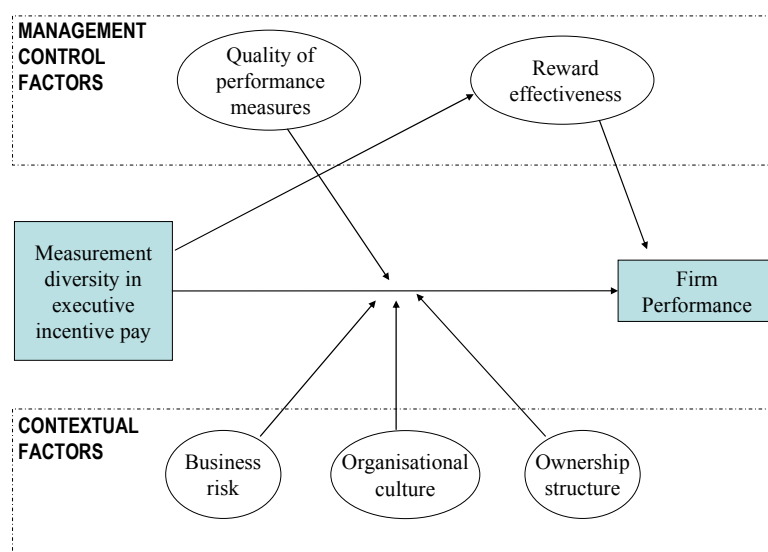 MANAGEMENT
CONTROL
FACTORS
Quality of
performance
measures
Reward
effectiveness
Measurement
diversity in
executive
incentive pay
Firm
Performance
CONTEXTUAL
FACTORS
Business
risk
Organisational
culture
Ownership
structure